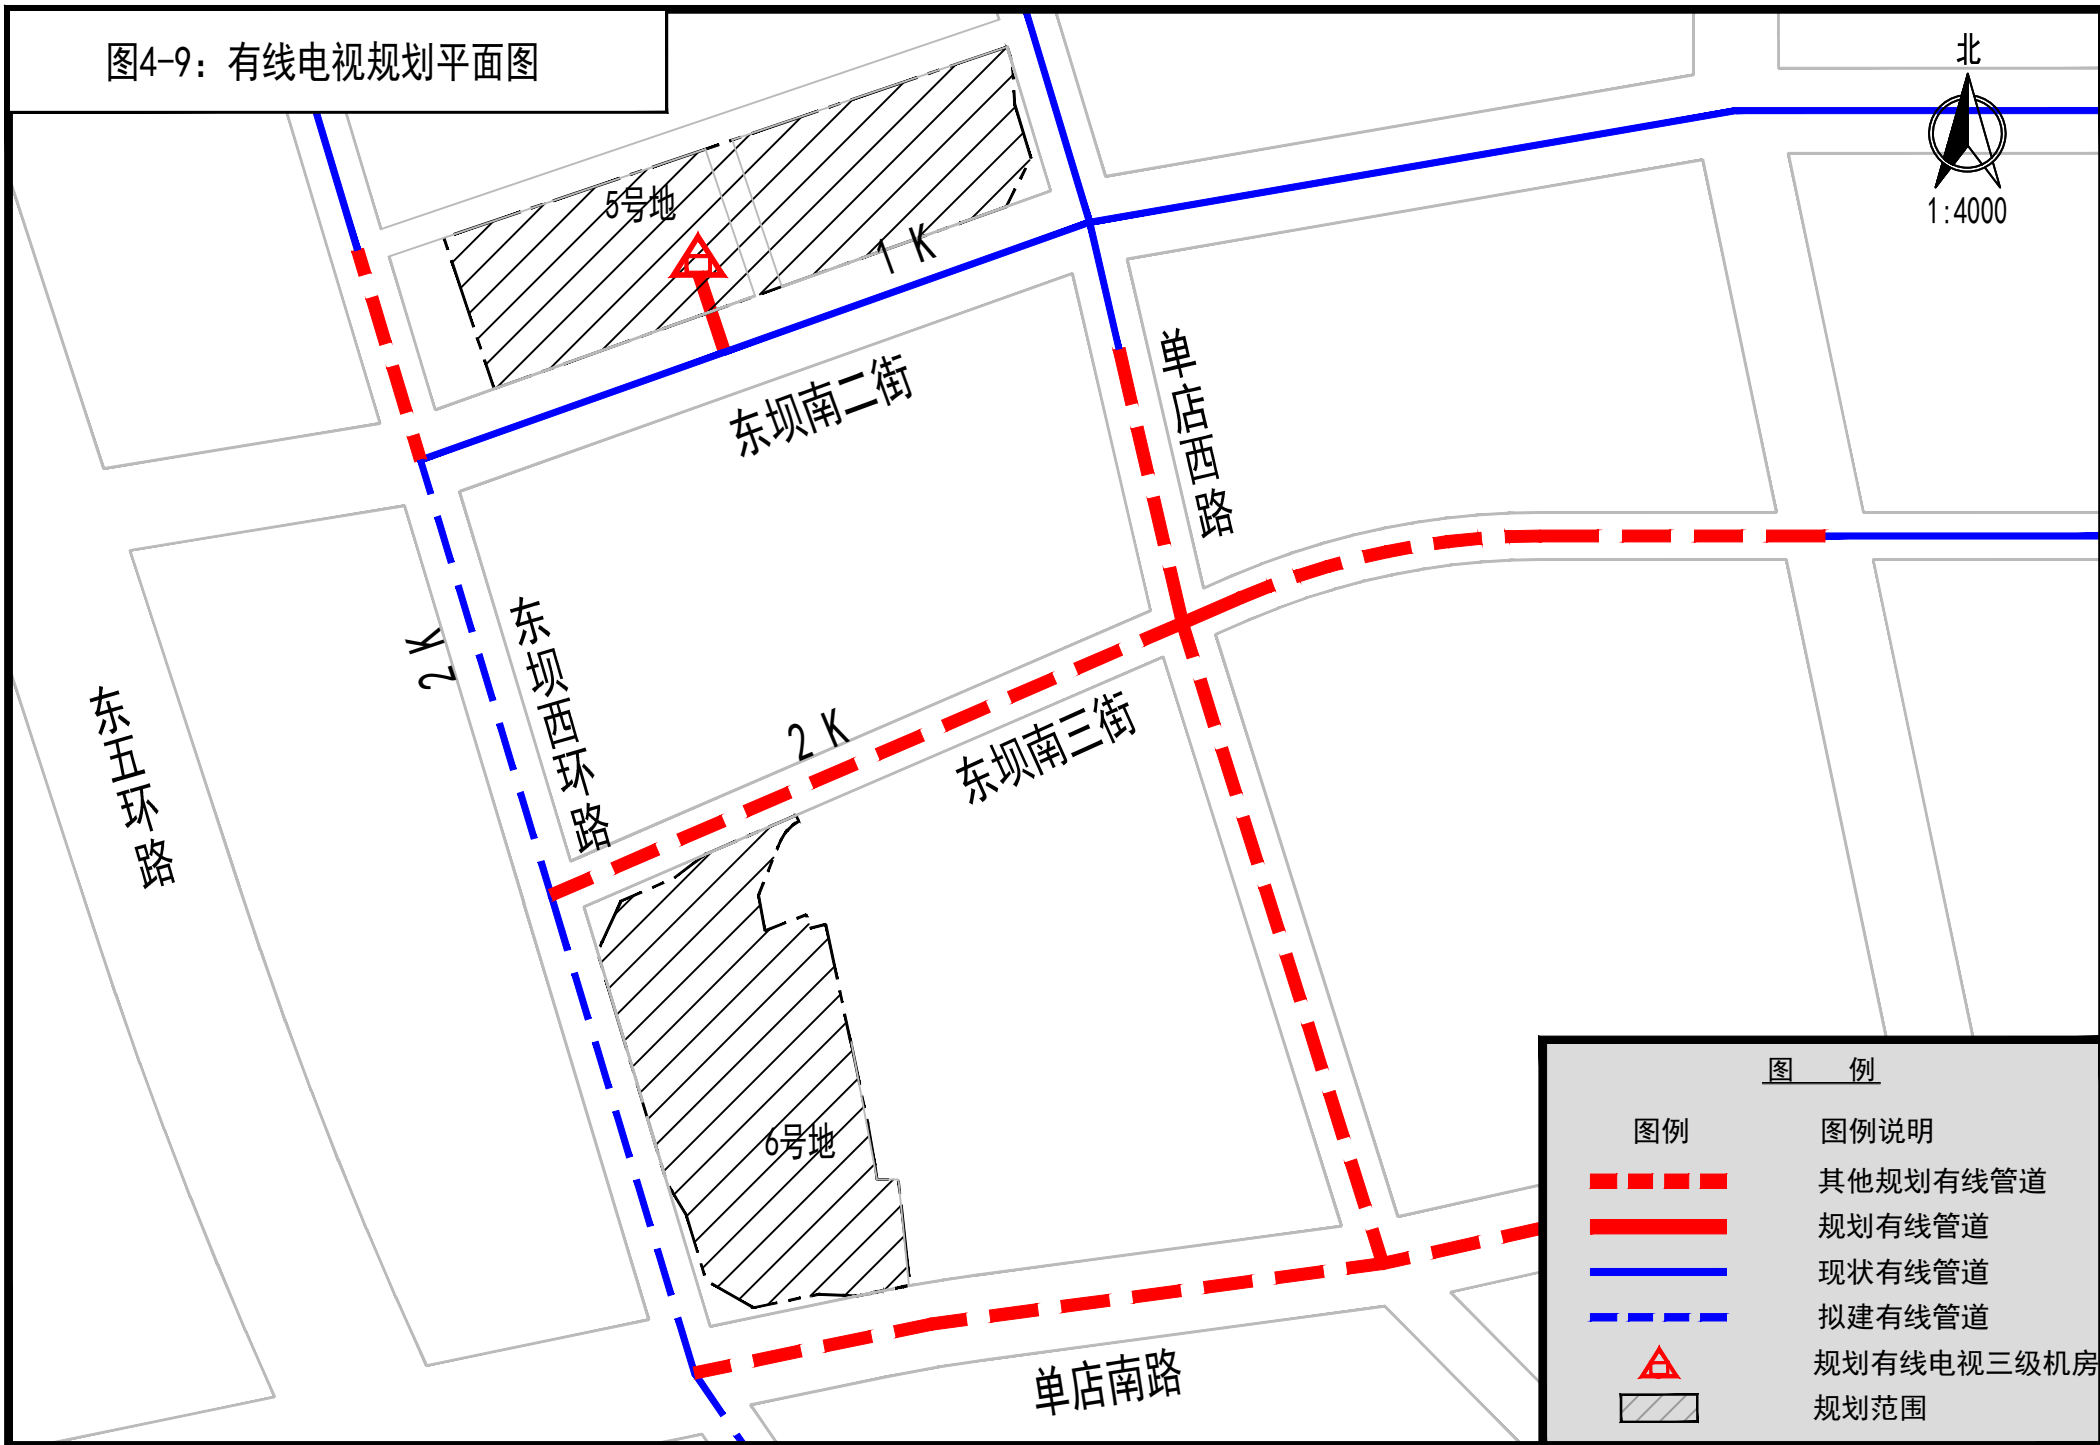 图4-9：有线电视规划平面图
北
1:4000
5号地
1K
东坝南二街
单店西路
2K
东坝西环路
东五环路
2K
东坝南三街
6号地
单店南路
图 例
图例 图例说明
其他规划有线管道
规划有线管道
现状有线管道
拟建有线管道
规划有线电视三级机房
规划范围